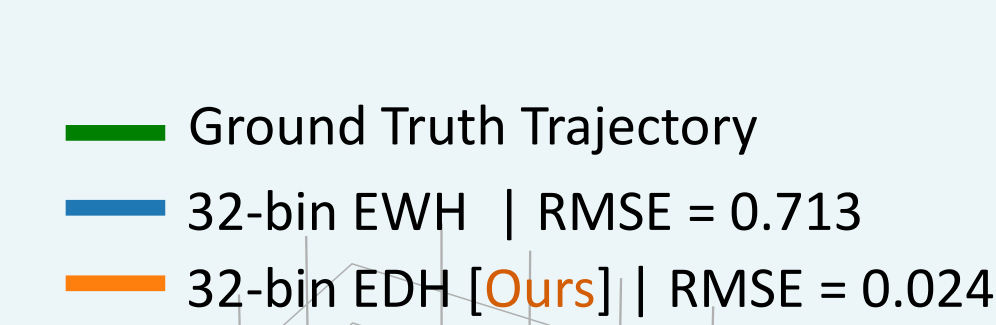 Ground Truth Trajectory
32-bin EWH | RMSE = 0.713
32-bin EDH [Ours] | RMSE = 0.024